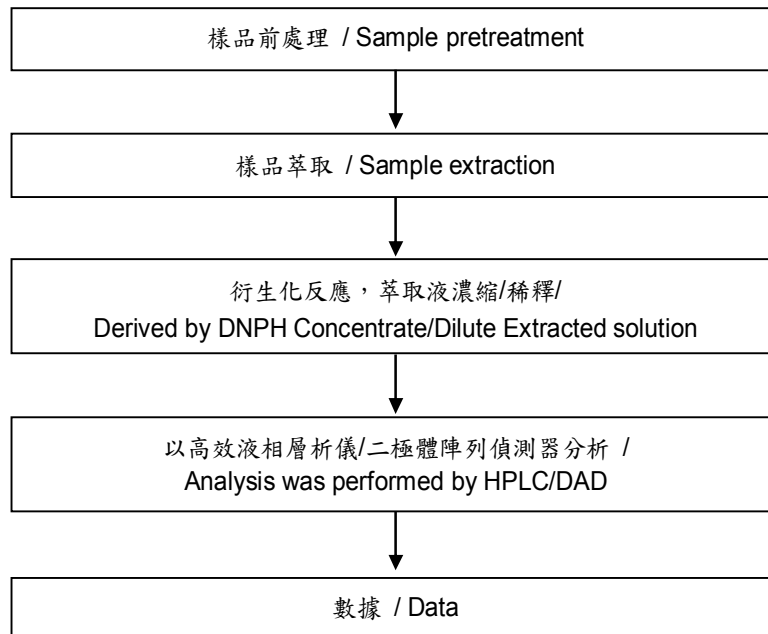 樣品前處理 / Sample pretreatment
樣品萃取 / Sample extraction
衍生化反應，萃取液濃縮/稀釋/
Derived by DNPH Concentrate/Dilute Extracted solution
以高效液相層析儀/二極體陣列偵測器分析 /
Analysis was performed by HPLC/DAD
數據 / Data